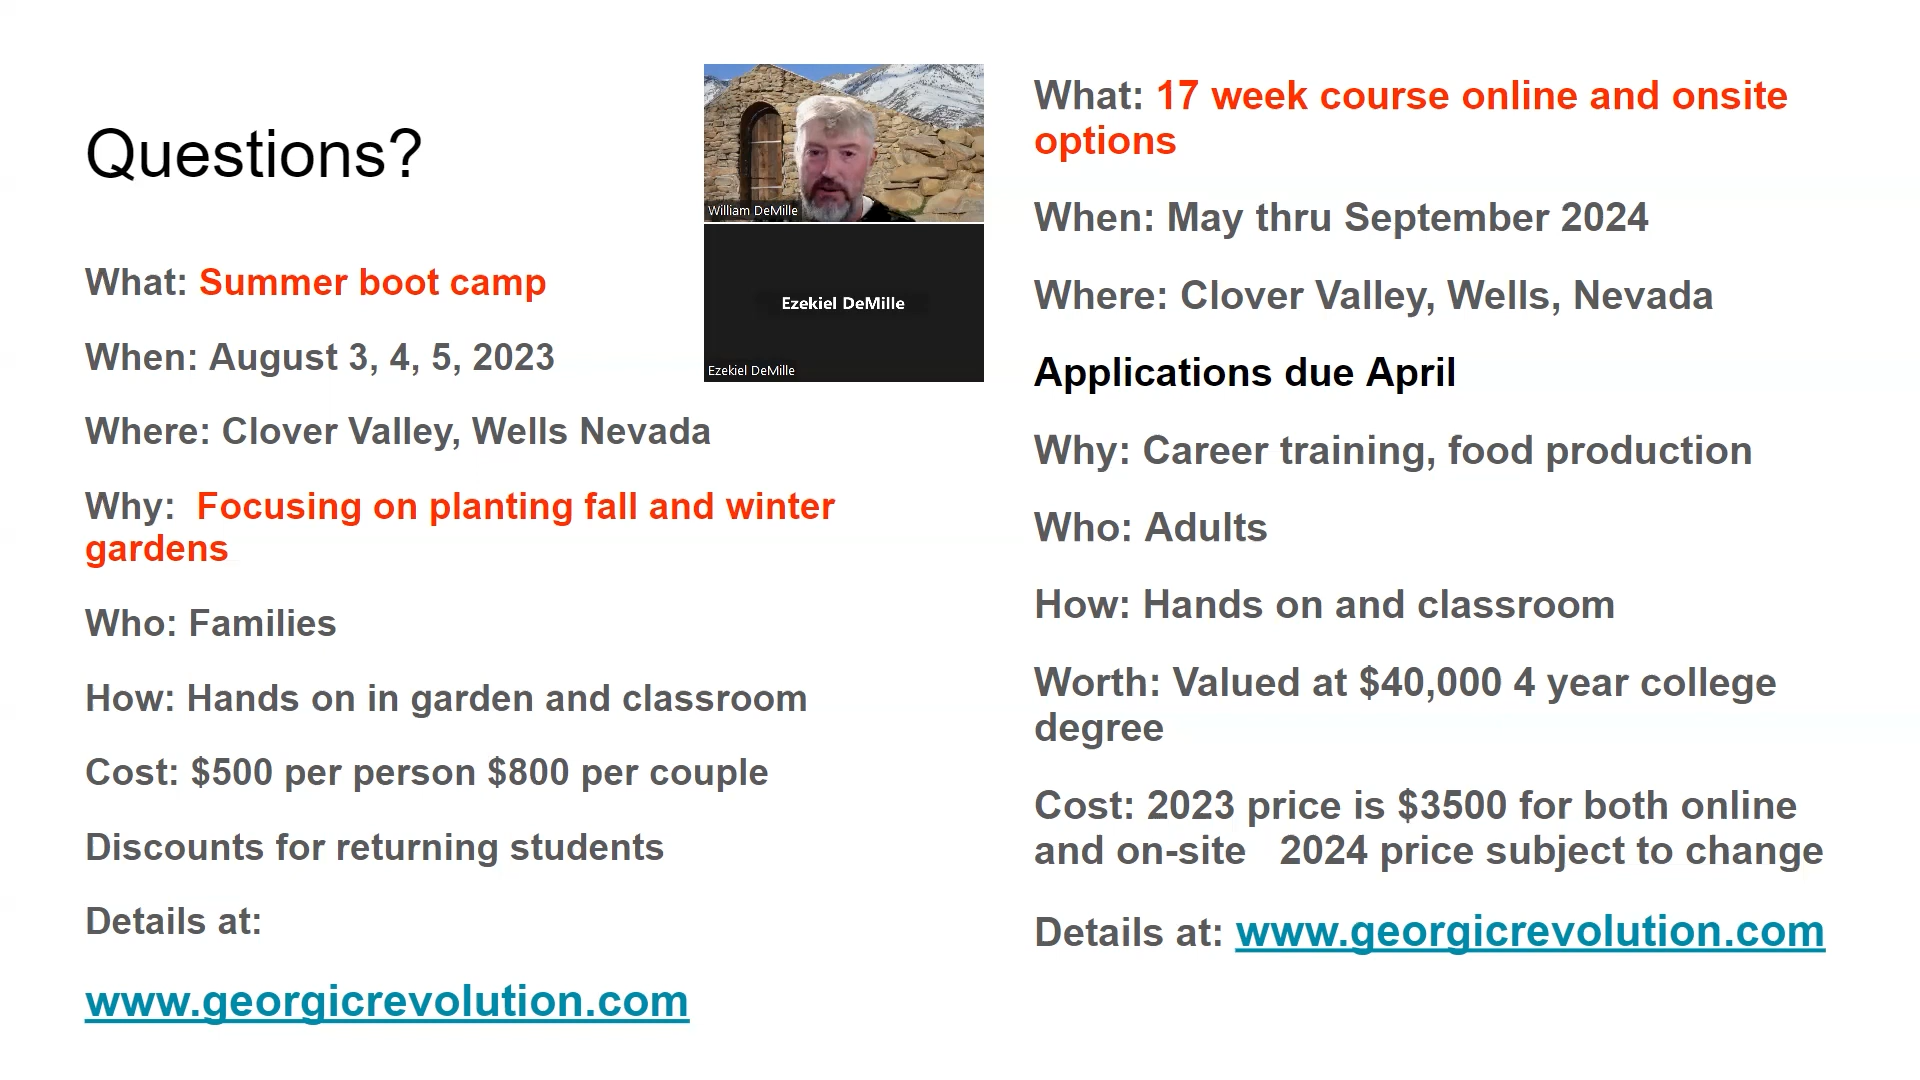 Questions?
What: Summer boot camp
When: August 3, 4, 5, 2023
Where: Clover Valley, Wells Nevada
Why:  Focusing on planting fall and winter
gardens
Who: Families
How: Hands on in garden and classroom
Cost: $500 per person $800 per couple
Discounts for returning students
Details at:
www.georgicrevolution.com
William DeMille
Ezekiel DeMille
Ezekiel DeMille
What: 17 week course online and onsite
options
When: May thru September 2024
Where: Clover Valley, Wells, Nevada
Applications due April
Why: Career training, food production
Who: Adults
How: Hands on and classroom
Worth: Valued at $40,000 4 year college
degree
Cost: 2023 price is $3500 for both online
and on-site   2024 price subject to change
Details at: www.georgicrevolution.com